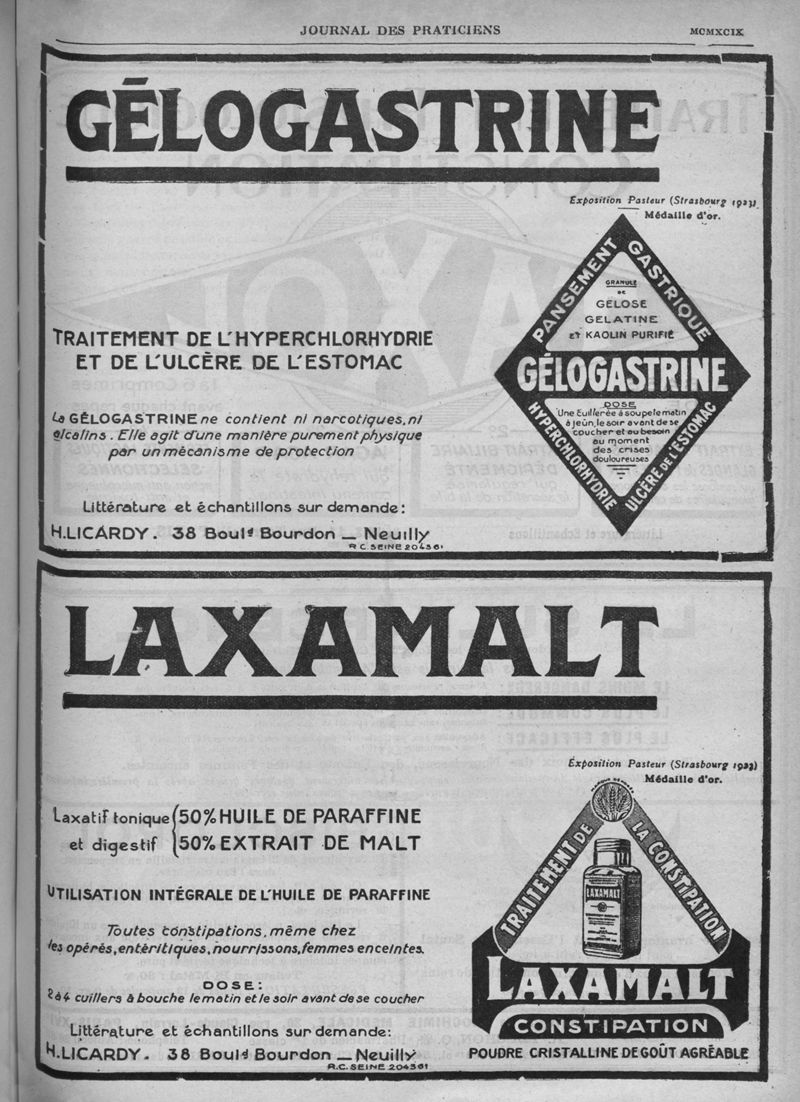 JOURNAL DES PRATICIENS
MCMXCIX
GÉLOGASTRINE
Exposition Pasteur (Strasbourg 1923)
Médaille d'or.
PANSEMENT GASTRIQUE
GRANULÉ
DE
GÉLOSE
GELATINE
ET KAOLIN PURIFIÉ
GÉLOGASTRINE
DOSE
Une Cuillerée à soupe le matin
à jeûn, le soir avant de se
coucher et au besoin
au moment
des crises
douloureuses
HYPERCHLORHYDRIE
ULCÈRE DE L'ESTOMAC
TRAITEMENT DE L'HYPERCHLORHYDRIE
ET DE L'ULCÈRE DE L'ESTOMAC
La GÉLOGASTRINE ne contient ni narcotiques, ni
alcalins. Elle agit d'une manière purement physique
par un mécanisme de protection
Littérature et échantillons sur demande:
H. LICARDY. 38 Boulᵈ Bourdon _ Neuilly
R.C. SEINE 204361
LAXAMALT
Exposition Pasteur (Strasbourg 1923)
Médaille d'or.
Laxatif tonique { 50% HUILE DE PARAFFINE
et digestif { 50% EXTRAIT DE MALT
UTILISATION INTÉGRALE DE L'HUILE DE PARAFFINE
Toutes constipations, même chez
les opérés, entéritiques, nourrissons, femmes enceintes.
DOSE:
2 à 4 cuillers à bouche le matin et le soir avant de se coucher
Littérature et échantillons sur demande:
H. LICARDY. 38 Boulᵈ Bourdon _ Neuilly
R.C. SEINE 204361
TRAITEMENT DE LA CONSTIPATION
LAXAMALT
LAXAMALT
CONSTIPATION
POUDRE CRISTALLINE DE GOÛT AGRÉABLE